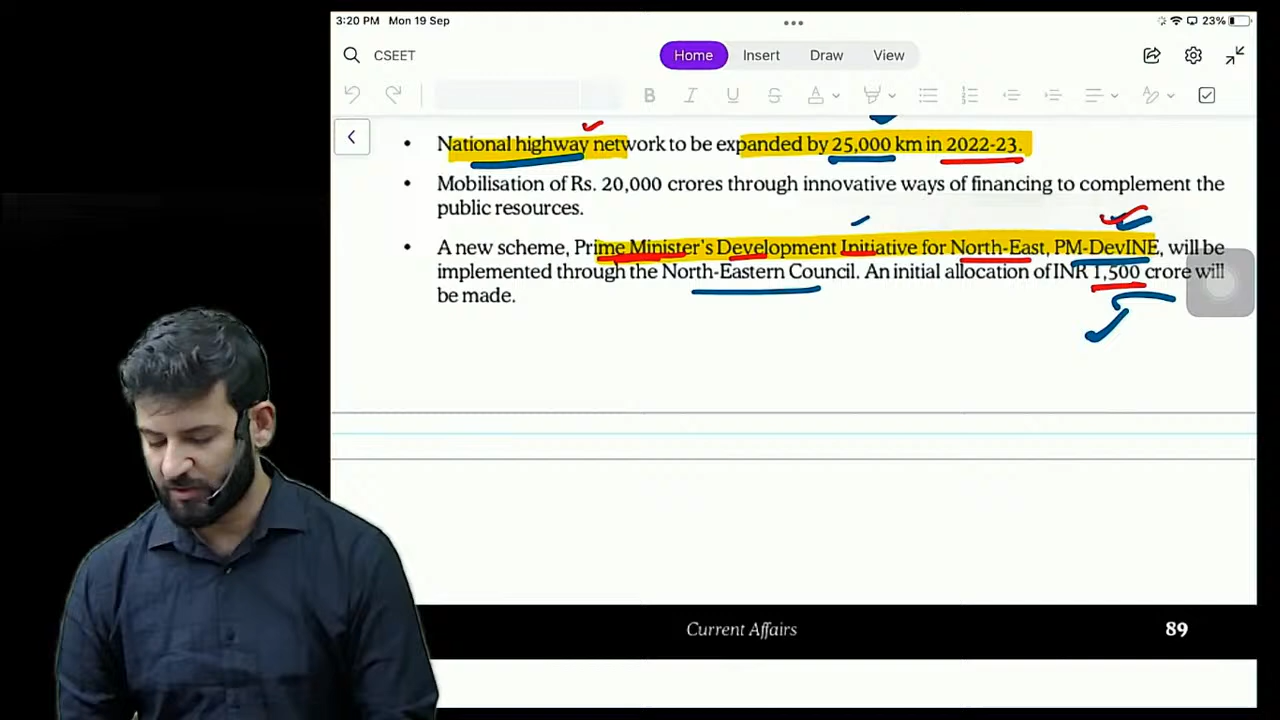 3:20 PM Mon 19 Sep
23%
CSEET
Home Insert Draw View
B I U S A
• National highway network to be expanded by 25,000 km in 2022-23.
• Mobilisation of Rs. 20,000 crores through innovative ways of financing to complement the
public resources.
• A new scheme, Prime Minister's Development Initiative for North-East, PM-DevINE, will be
implemented through the North-Eastern Council. An initial allocation of INR 1,500 crore will
be made.
Current Affairs 89